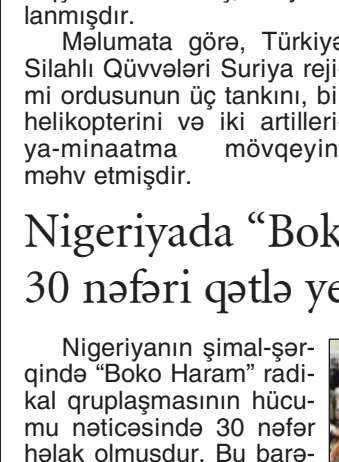 lanmışdır.
Məlumata görə, Türkiyə
Silahlı Qüvvələri Suriya reji-
mi ordusunun üç tankını,
helikopterini və iki artilleri-
ya-minaatma mövqeyin
məhv etmişdir.
Nigeriyada “Bok
30 nəfəri qətlə
Nigeriyanın şimal-şər-
qində “Boko Haram” radi-
kal qruplaşmasının hücu-
mu nəticəsində 30 nəfər
həlak olmuşdur. Bu barə-